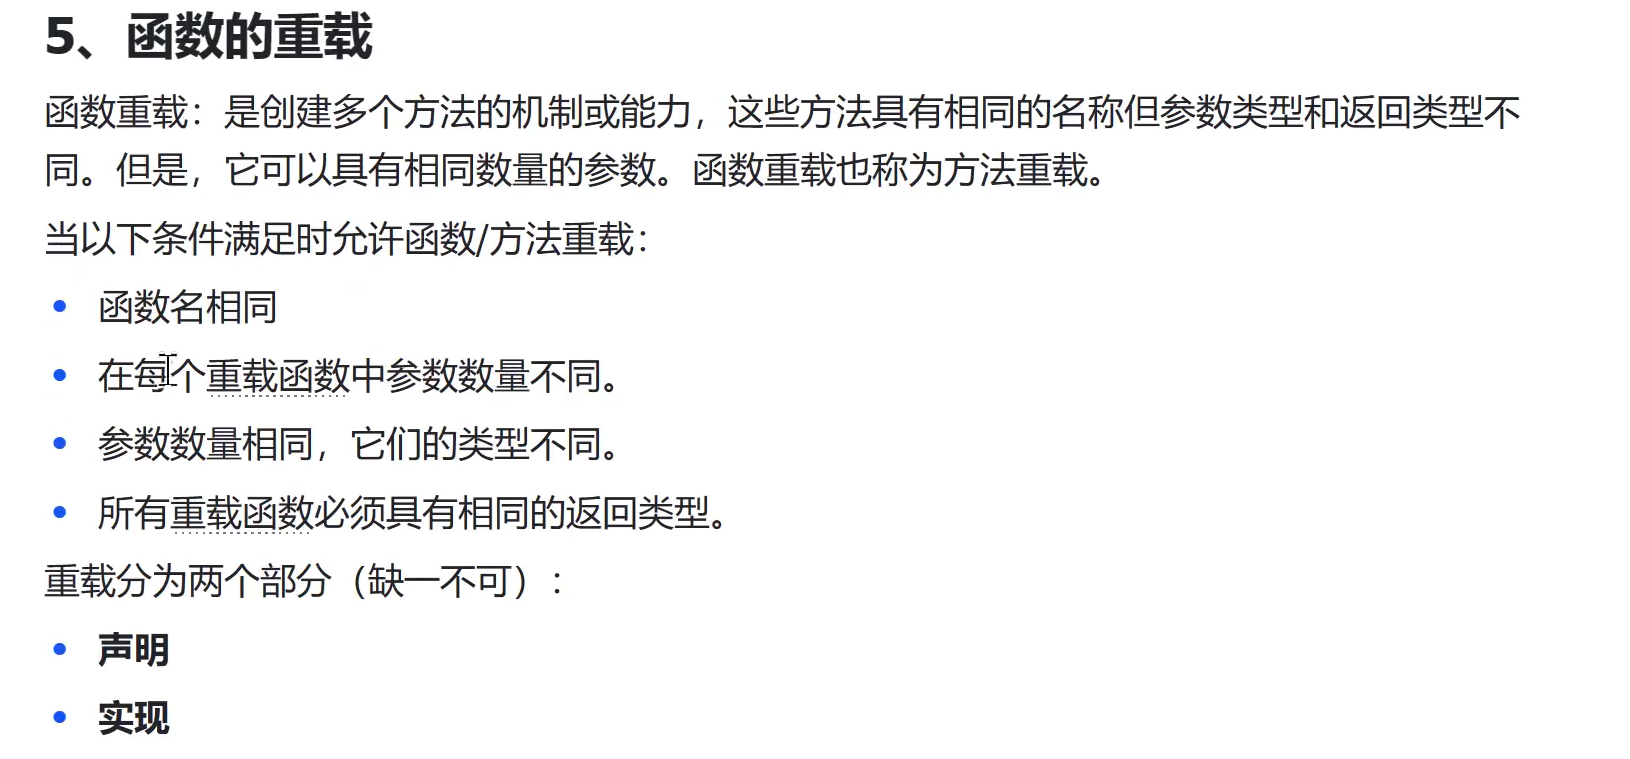 5、函数的重载
函数重载：是创建多个方法的机制或能力，这些方法具有相同的名称但参数类型和返回类型不
同。但是，它可以具有相同数量的参数。函数重载也称为方法重载。
当以下条件满足时允许函数/方法重载：
• 函数名相同
• 在每个重载函数中参数数量不同。
• 参数数量相同，它们的类型不同。
• 所有重载函数必须具有相同的返回类型。
重载分为两个部分（缺一不可）：
• 声明
• 实现